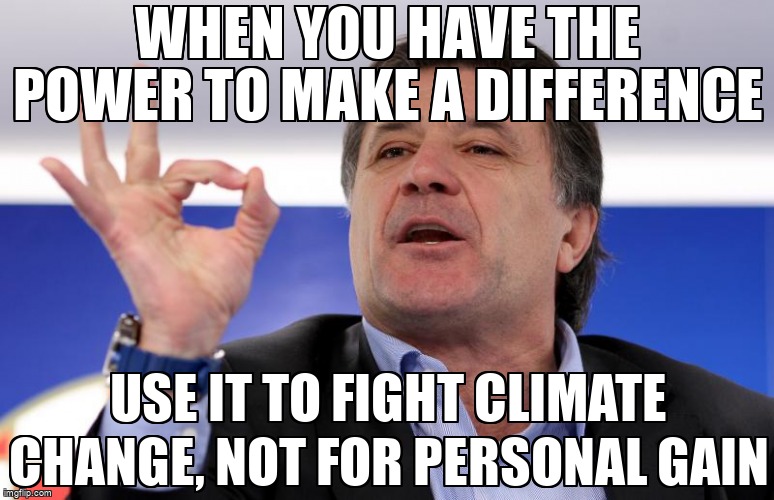 WHEN YOU HAVE THE
POWER TO MAKE A DIFFERENCE
USE IT TO FIGHT CLIMATE
CHANGE, NOT FOR PERSONAL GAIN
imgflip.com